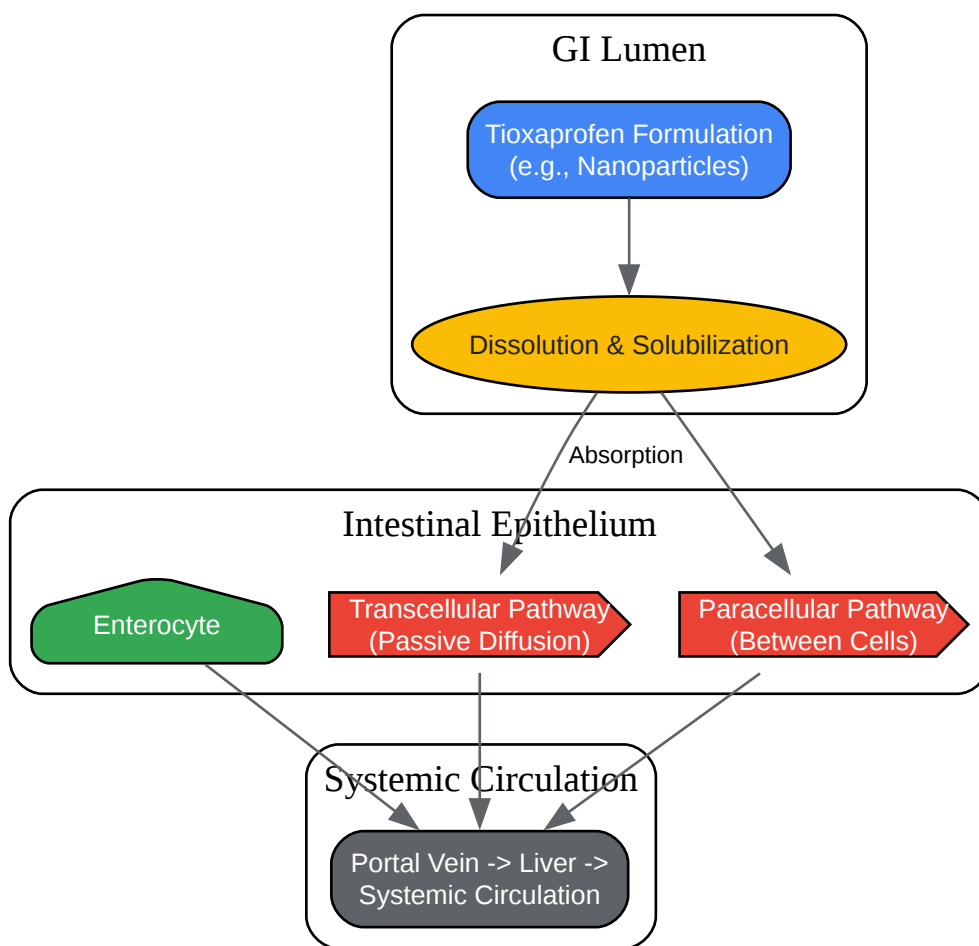 GI Lumen
Tioxaprofen Formulation
(e.g., Nanoparticles)
Dissolution & Solubilization
Absorption
Intestinal Epithelium
Enterocyte
Transcellular Pathway
(Passive Diffusion)
Paracellular Pathway
(Between Cells)
Systemic Circulation
Portal Vein -> Liver ->
Systemic Circulation